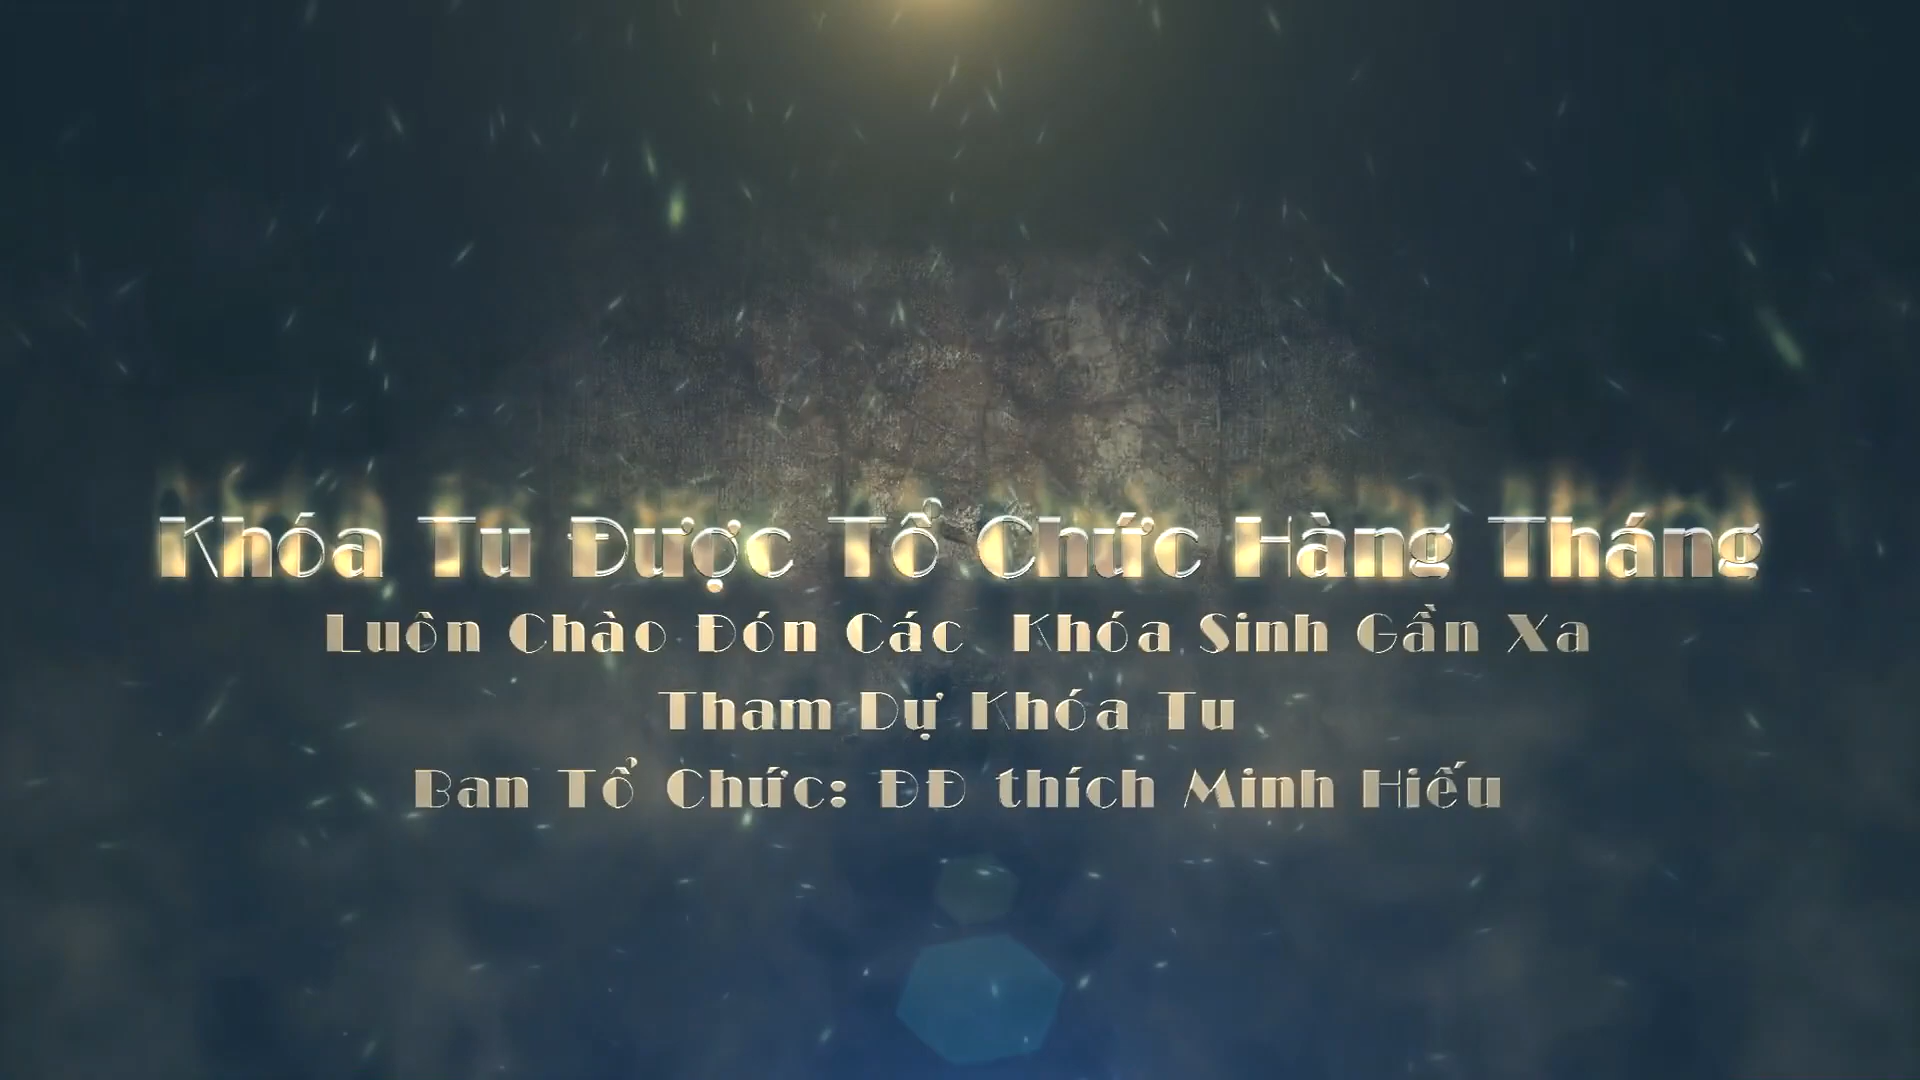 Khóa Tu Được Tổ Chức Hàng Tháng
Luôn Chào Đón Các Khóa Sinh Gần Xa
Tham Dự Khóa Tu
Ban Tổ Chức: ĐĐ thích Minh Hiếu